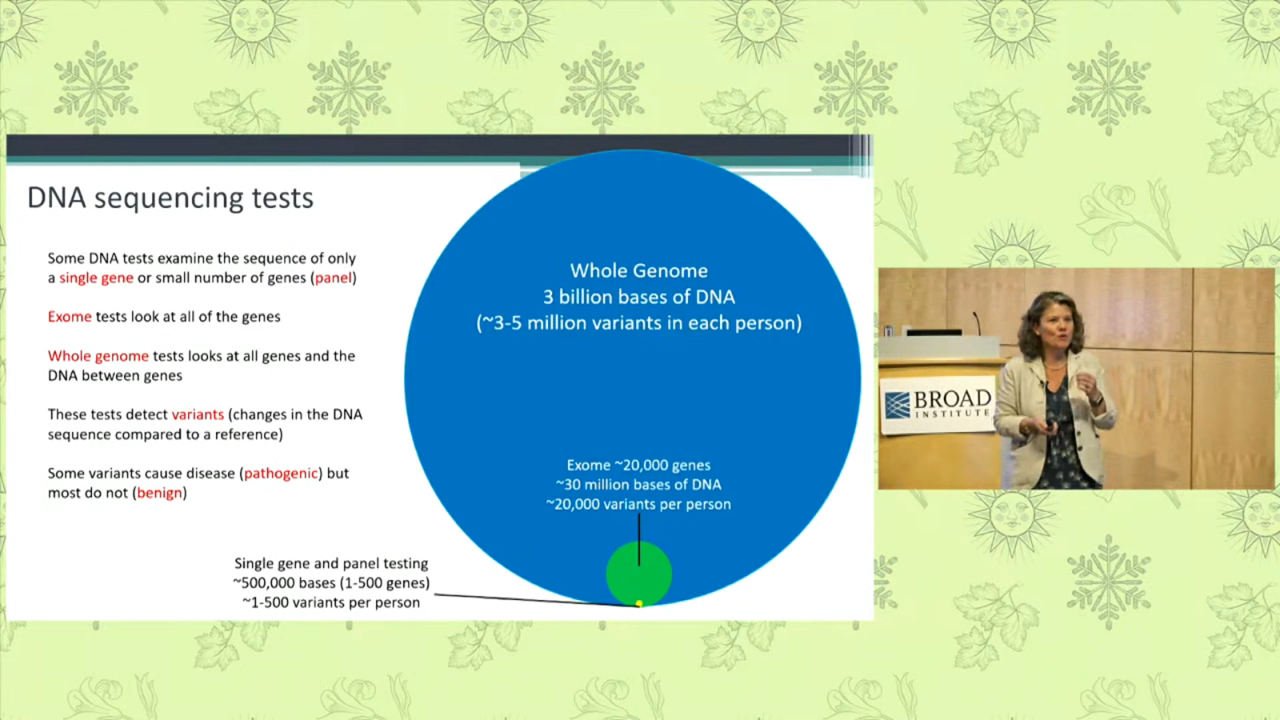 DNA sequencing tests
Some DNA tests examine the sequence of only
a single gene or small number of genes (panel)
Exome tests look at all of the genes
Whole genome tests looks at all genes and the
DNA between genes
These tests detect variants (changes in the DNA
sequence compared to a reference)
Some variants cause disease (pathogenic) but
most do not (benign)
Whole Genome
3 billion bases of DNA
(~3-5 million variants in each person)
Exome ~20,000 genes
~30 million bases of DNA
~20,000 variants per person
Single gene and panel testing
~500,000 bases (1-500 genes)
~1-500 variants per person
BROAD
INSTITUTE